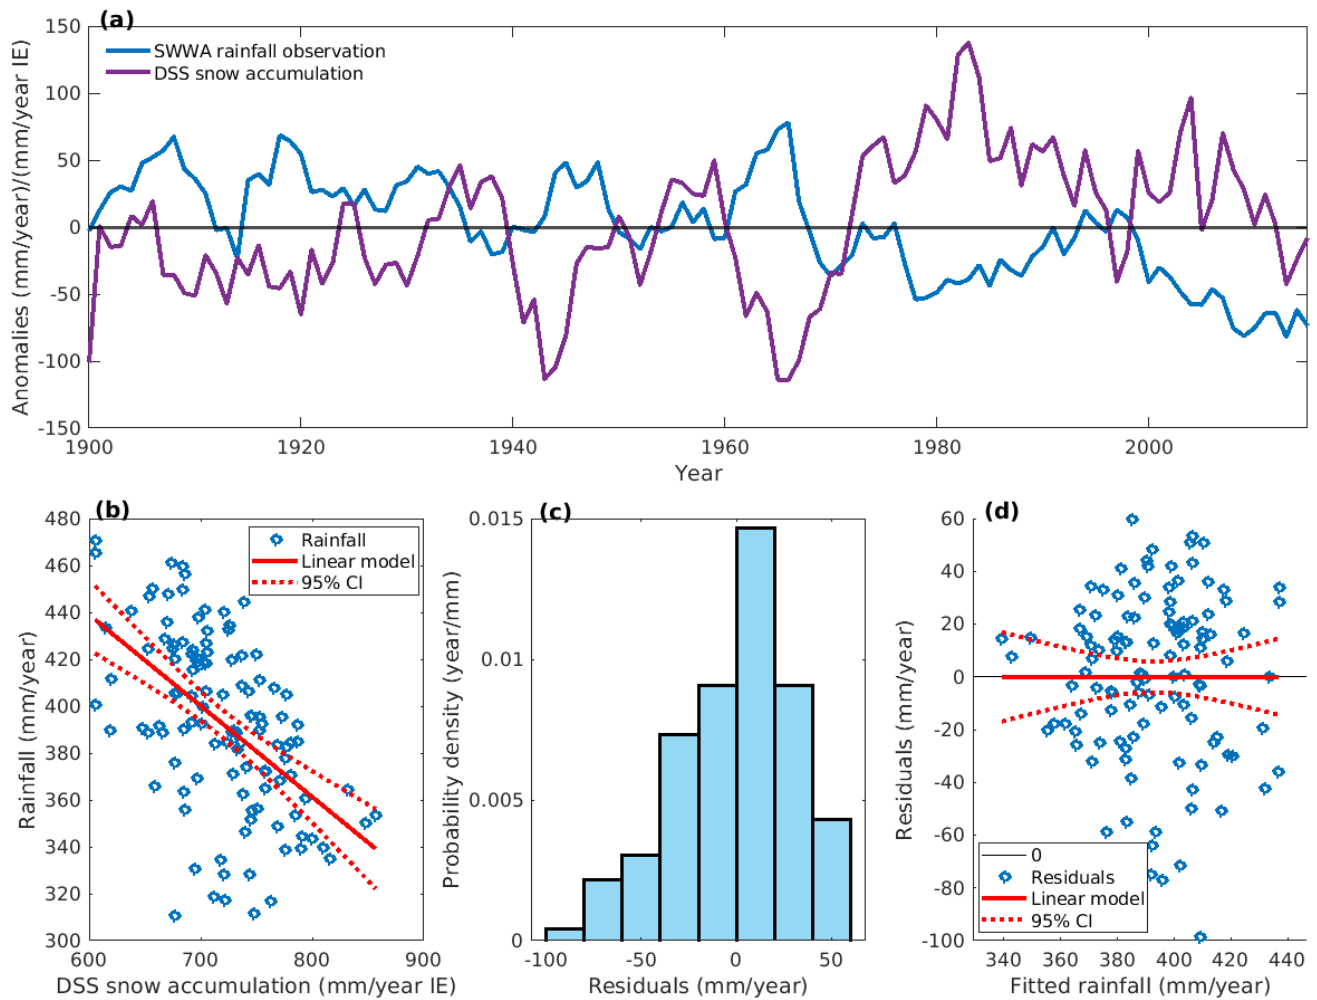 (a)
150
100
50
0
-50
-100
-150
Anomalies (mm/year)/(mm/year IE)
SWWA rainfall observation
DSS snow accumulation
1900 1920 1940 1960 1980 2000
Year
(b)
480
460
440
420
400
380
360
340
320
300
Rainfall (mm/year)
Rainfall
Linear model
95% CI
600 700 800 900
DSS snow accumulation (mm/year IE)
(c)
0.015
0.01
0.005
0
Probability density (year/mm)
-100 -50 0 50
Residuals (mm/year)
(d)
60
40
20
0
-20
-40
-60
-80
-100
Residuals (mm/year)
0
Residuals
Linear model
95% CI
340 360 380 400 420 440
Fitted rainfall (mm/year)